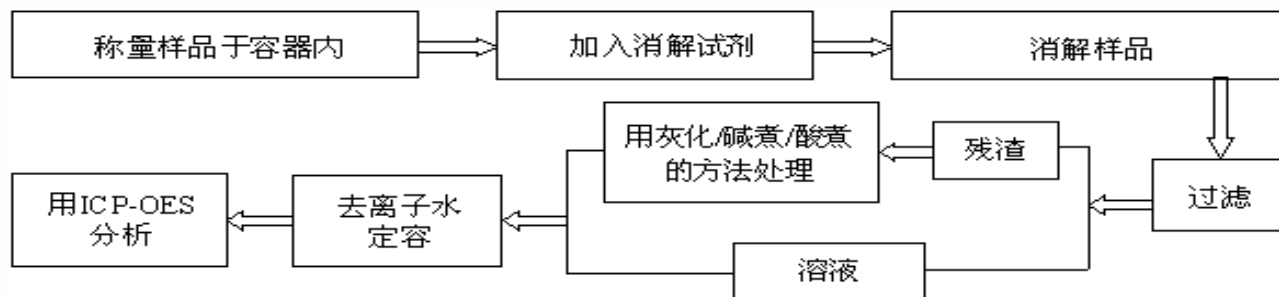 称量样品于容器内
加入消解试剂
消解样品
过滤
残渣
用灰化/碱煮/酸煮
的方法处理
溶液
去离子水
定容
用ICP-OES
分析